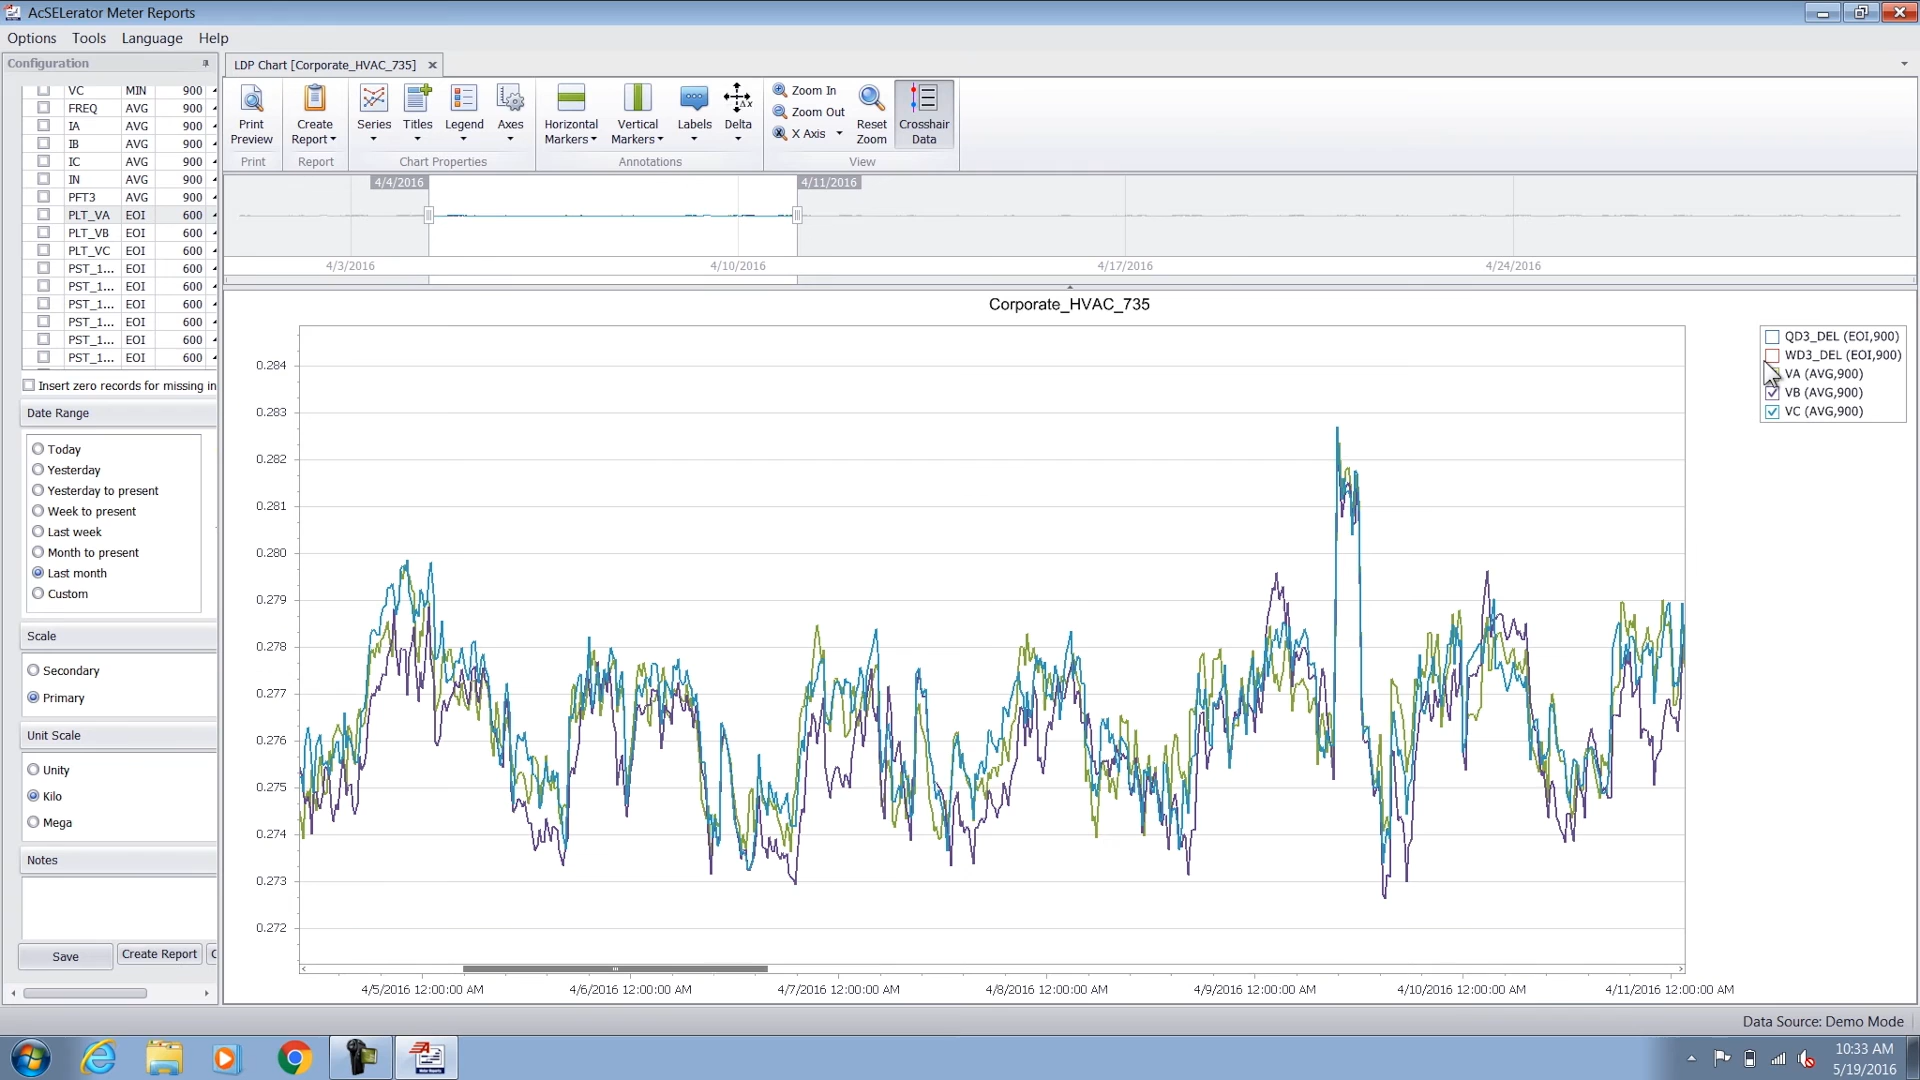 AcSELerator Meter Reports
Options Tools Language Help
Configuration
LDP Chart [Corporate_HVAC_735]
VC MIN 900
FREQ AVG 900
IA AVG 900
IB AVG 900
IC AVG 900
IN AVG 900
PFT3 AVG 900
PLT_VA EOI 600
PLT_VB EOI 600
PLT_VC EOI 600
PST_1... EOI 600
PST_1... EOI 600
PST_1... EOI 600
PST_1... EOI 600
PST_1... EOI 600
PST_1... EOI 600
Insert zero records for missing in
Date Range
Today
Yesterday
Yesterday to present
Week to present
Last week
Month to present
Last month
Custom
Scale
Secondary
Primary
Unit Scale
Unity
Kilo
Mega
Notes
Save Create Report C
Print Preview
Create Report
Series
Titles
Legend
Axes
Horizontal Markers
Vertical Markers
Labels
Delta
Zoom In
Zoom Out
X Axis
Reset Zoom
Crosshair Data
Print Report Chart Properties Annotations View
4/4/2016 4/11/2016
4/3/2016 4/10/2016 4/17/2016 4/24/2016
Corporate_HVAC_735
QD3_DEL (EOI,900)
WD3_DEL (EOI,900)
VA (AVG,900)
VB (AVG,900)
VC (AVG,900)
0.284
0.283
0.282
0.281
0.280
0.279
0.278
0.277
0.276
0.275
0.274
0.273
0.272
4/5/2016 12:00:00 AM 4/6/2016 12:00:00 AM 4/7/2016 12:00:00 AM 4/8/2016 12:00:00 AM 4/9/2016 12:00:00 AM 4/10/2016 12:00:00 AM 4/11/2016 12:00:00 AM
Data Source: Demo Mode
10:33 AM
5/19/2016